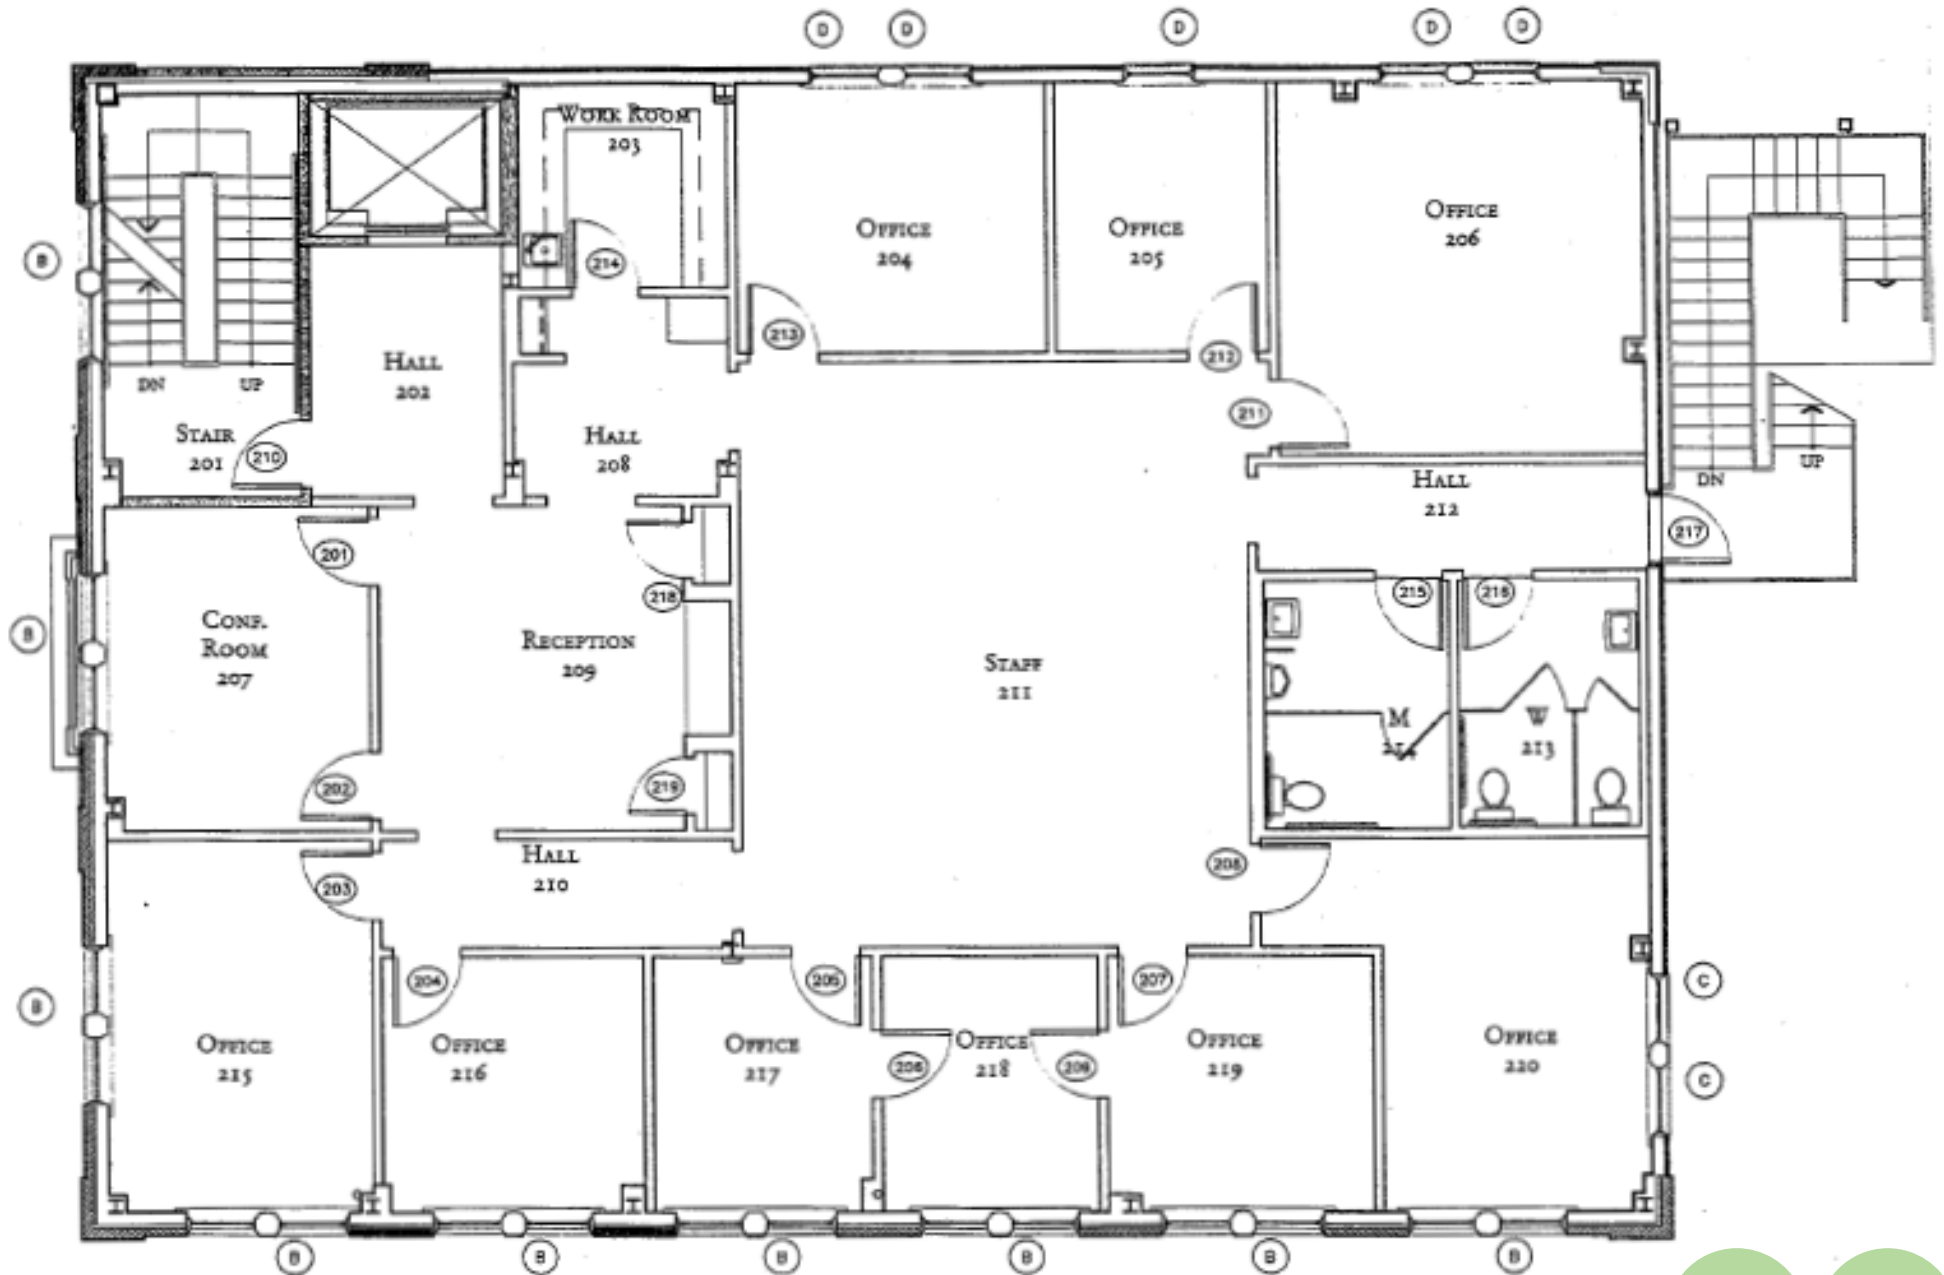 D D D D D
WORK ROOM
203
OFFICE
204
OFFICE
205
OFFICE
206
B
214
213
212
211
HALL
202
DN UP
STAIR
201
210
HALL
208
HALL
212
DN
UP
217
201
218
215
216
B
CONF.
ROOM
207
RECEPTION
209
STAFF
211
M
214
W
213
202
219
HALL
210
203
208
204
205
207
B
C
OFFICE
215
OFFICE
216
OFFICE
217
206
OFFICE
218
209
OFFICE
219
OFFICE
220
C
B B B B B B